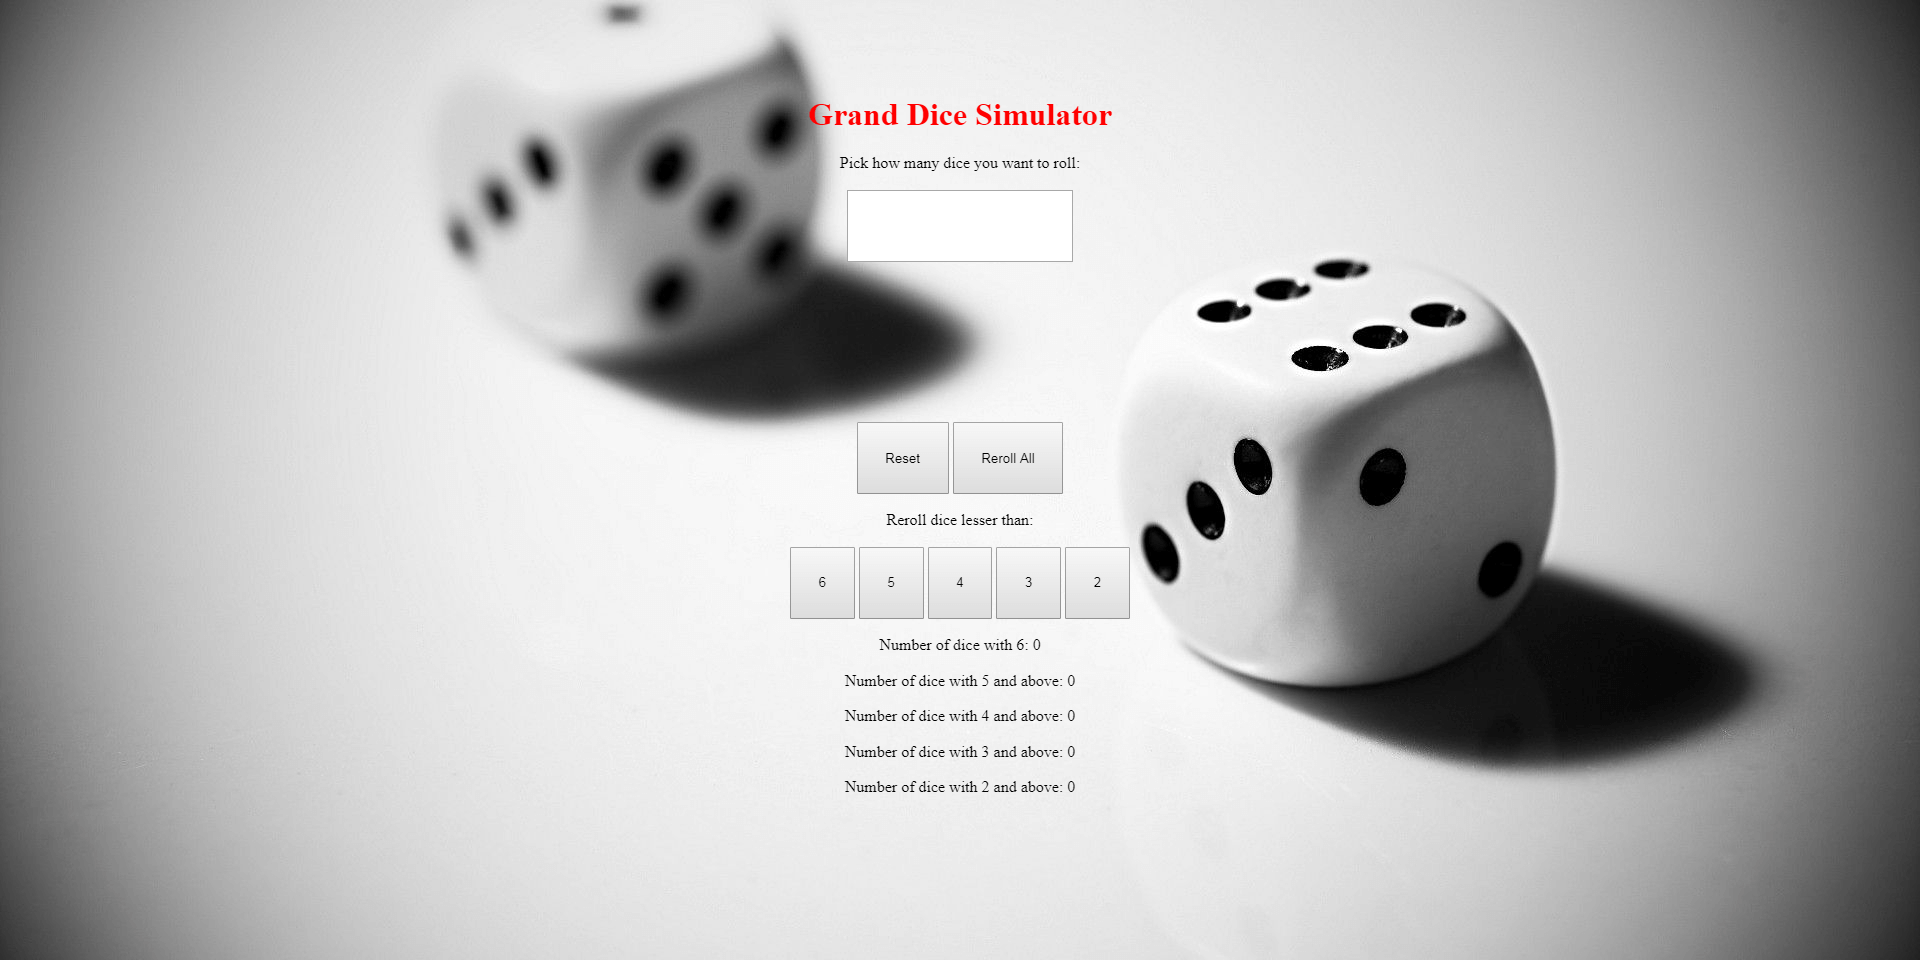 Grand Dice Simulator
Pick how many dice you want to roll:
Reset Reroll All
Reroll dice lesser than:
6 5 4 3 2
Number of dice with 6: 0
Number of dice with 5 and above: 0
Number of dice with 4 and above: 0
Number of dice with 3 and above: 0
Number of dice with 2 and above: 0